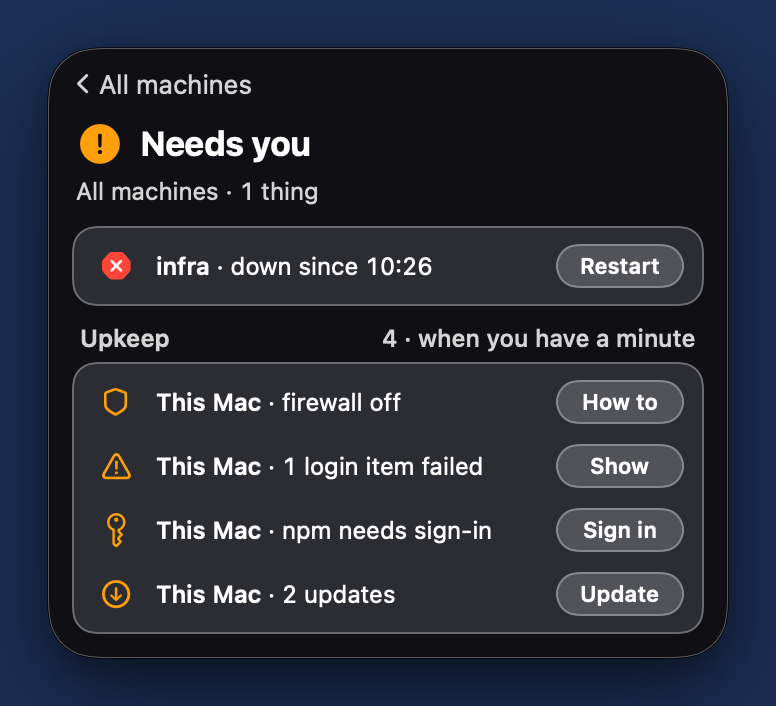 All machines
Needs you
All machines · 1 thing
infra · down since 10:26 Restart
Upkeep 4 · when you have a minute
This Mac · firewall off How to
This Mac · 1 login item failed Show
This Mac · npm needs sign-in Sign in
This Mac · 2 updates Update